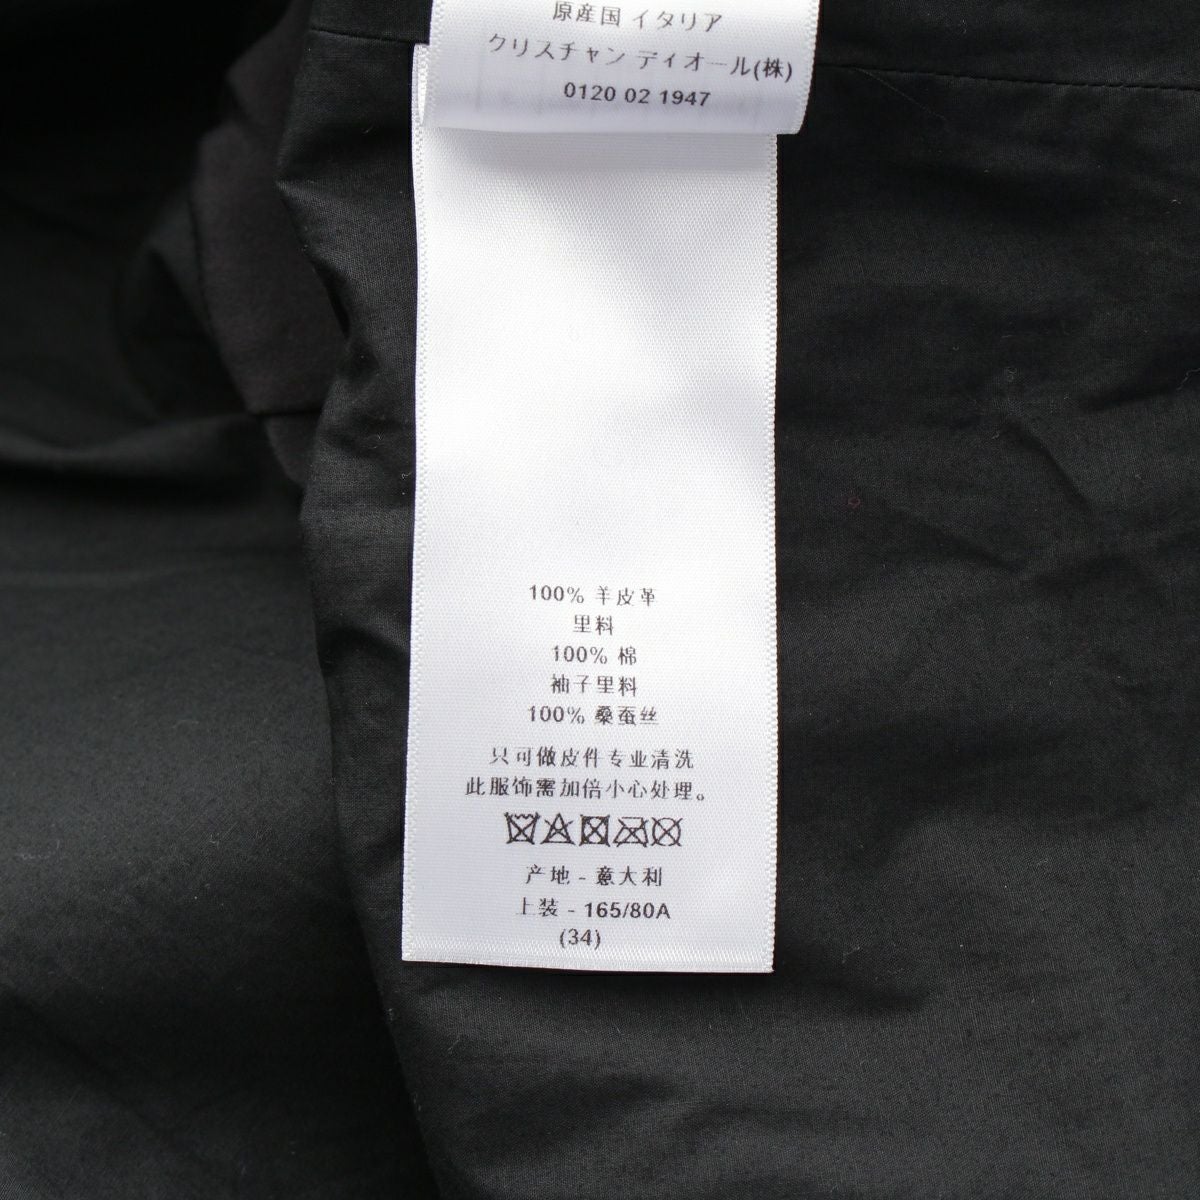 原産国 イタリア
クリスチャン ディオール(株)
0120 02 1947
100% 羊皮革
里料
100% 棉
袖子里料
100% 桑蚕丝
只可做皮件专业清洗
此服饰需加倍小心处理。
产地 - 意大利
上装 - 165/80A
(34)